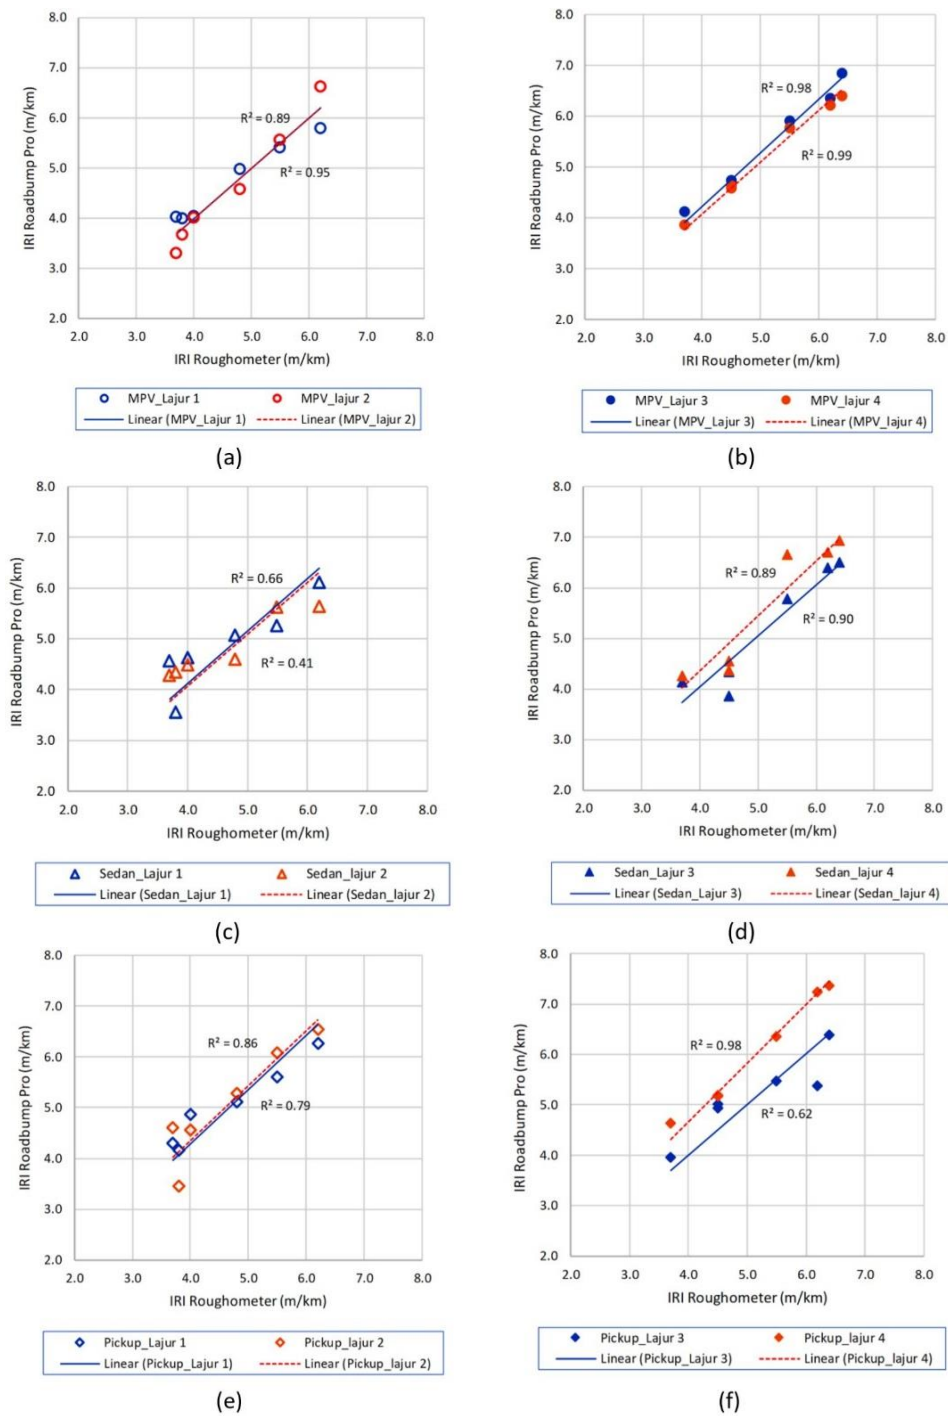 8.0
7.0
6.0
5.0
4.0
3.0
2.0
IRI Roadbump Pro (m/km)
R² = 0.89
R² = 0.95
2.0 3.0 4.0 5.0 6.0 7.0 8.0
IRI Roughometer (m/km)
MPV_Lajur 1 MPV_lajur 2
Linear (MPV_Lajur 1) Linear (MPV_lajur 2)
(a)
8.0
7.0
6.0
5.0
4.0
3.0
2.0
IRI Roadbump Pro (m/km)
R² = 0.98
R² = 0.99
2.0 3.0 4.0 5.0 6.0 7.0 8.0
IRI Roughometer (m/km)
MPV_Lajur 3 MPV_lajur 4
Linear (MPV_Lajur 3) Linear (MPV_lajur 4)
(b)
8.0
7.0
6.0
5.0
4.0
3.0
2.0
IRI Roadbump Pro (m/km)
R² = 0.66
R² = 0.41
2.0 3.0 4.0 5.0 6.0 7.0 8.0
IRI Roughometer (m/km)
Sedan_Lajur 1 Sedan_lajur 2
Linear (Sedan_Lajur 1) Linear (Sedan_lajur 2)
(c)
8.0
7.0
6.0
5.0
4.0
3.0
2.0
IRI Roadbump Pro (m/km)
R² = 0.89
R² = 0.90
2.0 3.0 4.0 5.0 6.0 7.0 8.0
IRI Roughometer (m/km)
Sedan_Lajur 3 Sedan_lajur 4
Linear (Sedan_Lajur 3) Linear (Sedan_lajur 4)
(d)
8.0
7.0
6.0
5.0
4.0
3.0
2.0
IRI Roadbump Pro (m/km)
R² = 0.86
R² = 0.79
2.0 3.0 4.0 5.0 6.0 7.0 8.0
IRI Roughometer (m/km)
Pickup_Lajur 1 Pickup_lajur 2
Linear (Pickup_Lajur 1) Linear (Pickup_lajur 2)
(e)
8.0
7.0
6.0
5.0
4.0
3.0
2.0
IRI Roadbump Pro (m/km)
R² = 0.98
R² = 0.62
2.0 3.0 4.0 5.0 6.0 7.0 8.0
IRI Roughometer (m/km)
Pickup_Lajur 3 Pickup_lajur 4
Linear (Pickup_Lajur 3) Linear (Pickup_lajur 4)
(f)